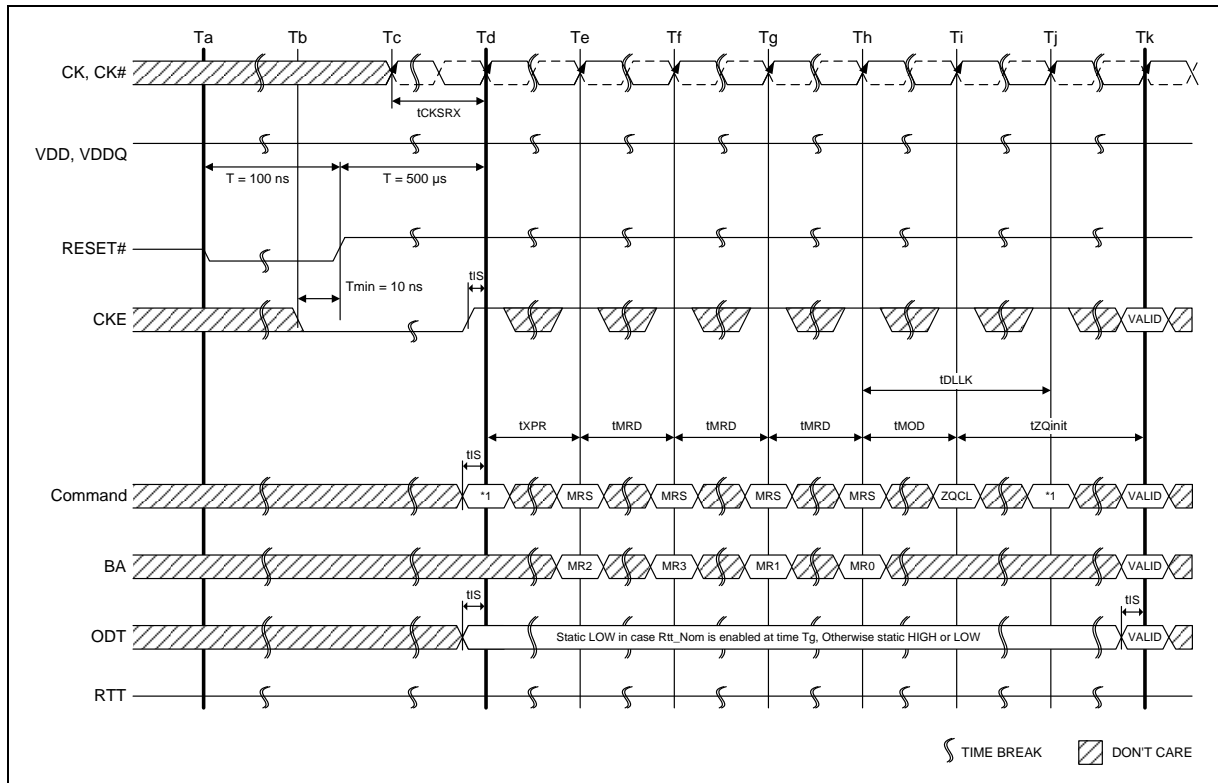 Ta Tb Tc Td Te Tf Tg Th Ti Tj Tk
CK, CK#
tCKSRX
VDD, VDDQ
T = 100 ns T = 500 µs
RESET#
Tmin = 10 ns
tIS
CKE
VALID
tDLLK
tXPR tMRD tMRD tMRD tMOD tZQinit
tIS
Command *1 MRS MRS MRS MRS ZQCL *1 VALID
BA MR2 MR3 MR1 MR0 VALID
tIS tIS
ODT Static LOW in case Rtt_Nom is enabled at time Tg, Otherwise static HIGH or LOW VALID
RTT
TIME BREAK DON'T CARE